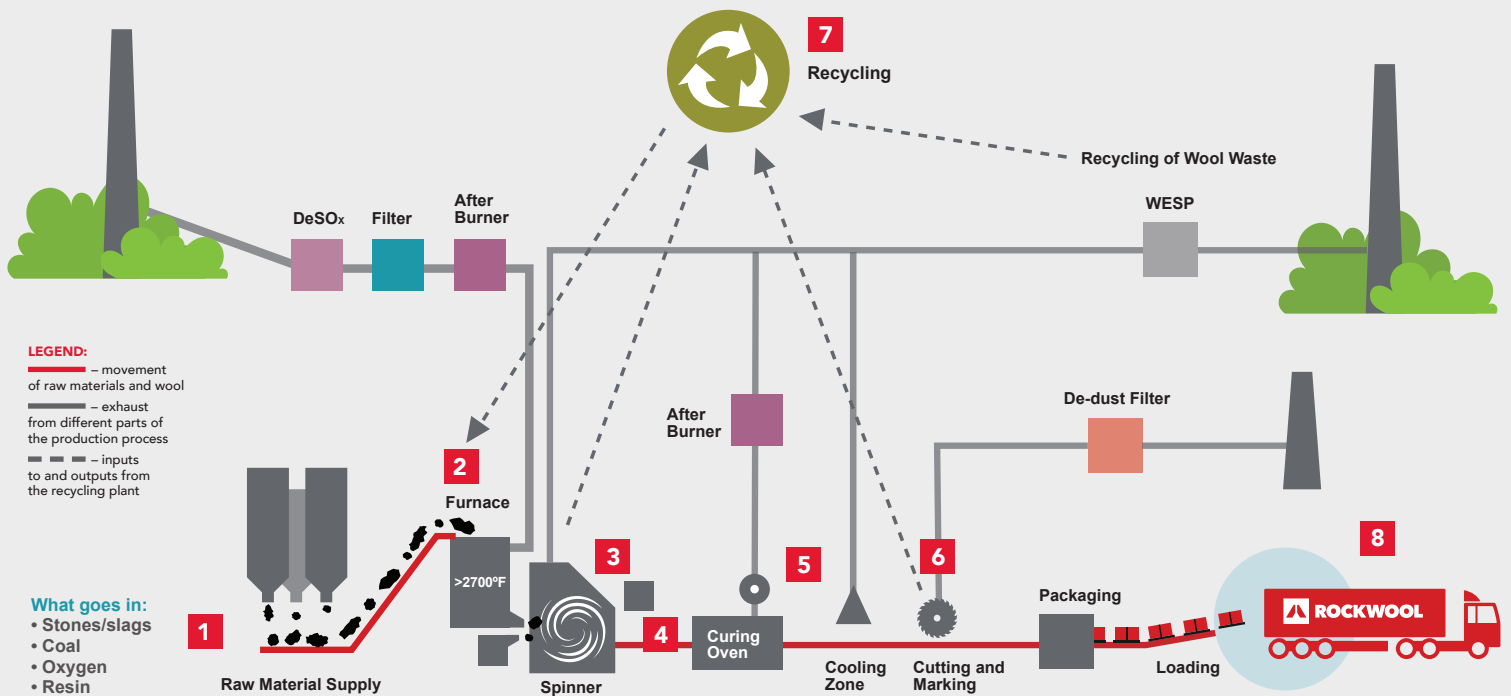 7
Recycling
Recycling of Wool Waste
DeSOx
Filter
After
Burner
WESP
LEGEND:
– movement
of raw materials and wool
– exhaust
from different parts of
the production process
– inputs
to and outputs from
the recycling plant
After
Burner
De-dust Filter
2
Furnace
>2700ºF
3
5
6
8
What goes in:
• Stones/slags
• Coal
• Oxygen
• Resin
1
Raw Material Supply
Spinner
4
Curing
Oven
Cooling
Zone
Cutting and
Marking
Packaging
Loading
ROCKWOOL